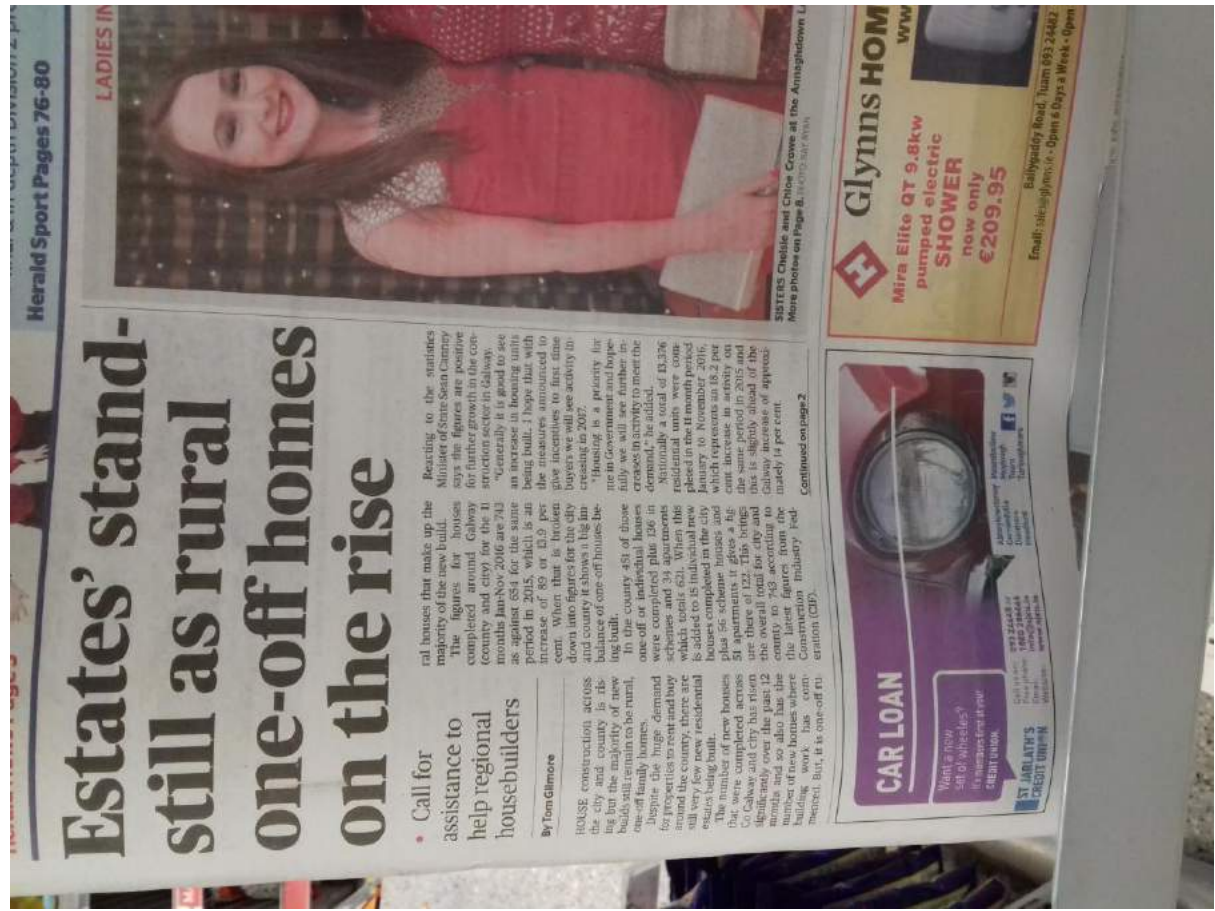 Herald Sport Pages 76-80
LADIES IN
Estates' stand-
still as rural
one-off homes
on the rise
• Call for
assistance to
help regional
housebuilders
By Tom Gilmore
HOUSE construction across
the city and county is ris-
ing but the majority of new
builds still remain to be rural,
one-off family homes.
Despite the huge demand
for properties to rent and buy
around the county, there are
still very few new residential
estates being built.
The number of new houses
that were completed across
Co Galway and city has risen
significantly over the past 12
months and so also has the
number of new homes where
building work has com-
menced. But, it is one-off ru-
ral houses that make up the
majority of the new build.
The figures for houses
completed around Galway
(county and city) for the 11
months Jan-Nov 2016 are 743
as against 654 for the same
period in 2015, which is an
increase of 89 or 13.9 per
cent. When that is broken
down into figures for the city
and county it shows a big im-
balance of one-off houses be-
ing built.
In the county 451 of those
one-off or individual houses
were completed plus 136 in
schemes and 34 apartments
which totals 621. When this
is added to 15 individual new
houses completed in the city
plus 56 scheme houses and
51 apartments it gives a fig-
ure there of 122. This brings
the overall total for city and
county to 743 according to
the latest figures from the
Construction Industry Fed-
eration (CIF).
Reacting to the statistics
Minister of State Sean Canney
says the figures are positive
for further growth in the con-
struction sector in Galway.
"Generally it is good to see
an increase in housing units
being built. I hope that with
the measures announced to
give incentives to first time
buyers we will see activity in-
creasing in 2017.
"Housing is a priority for
me in Government and hope-
fully we will see further in-
creases in activity to meet the
demand," he added.
Nationally a total of 13,376
residential units were com-
pleted in the 11 month period
January to November 2016,
which represents an 18.2 per
cent increase in activity on
the same period in 2015 and
this is slightly ahead of the
Galway increase of approxi-
mately 14 per cent.
Continued on page 2
SISTERS Chelsie and Chloe Crowe at the Annaghdown L
More photos on Page 8. PHOTO: RAY RYAN
CAR LOAN
Want a new
set of wheels?
it's members first at your
CREDIT UNION.
ST JARLATH'S
CREDIT UNION
Glynns HOM
www
Mira Elite QT 9.8kw
pumped electric
SHOWER
now only
€209.95
Ballygaddy Road, Tuam 093 24482
Email: sales@glynns.ie - Open 6 Days a Week - Open